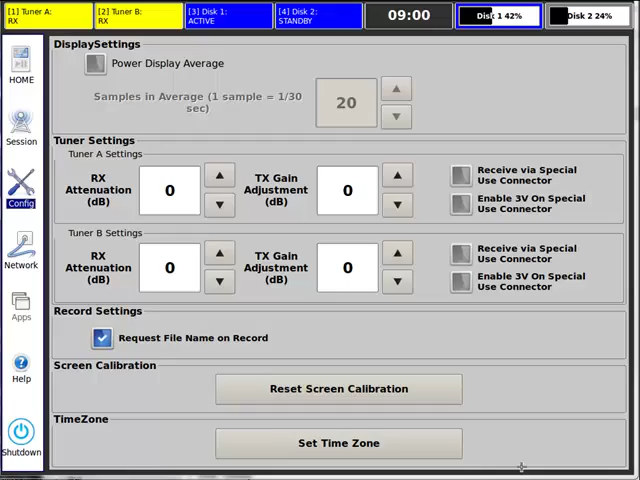 [1] Tuner A:
RX
[2] Tuner B:
RX
[3] Disk 1:
ACTIVE
[4] Disk 2:
STANDBY
09:00
Disk 1 42%
Disk 2 24%
HOME
Session
Config
Network
Apps
Help
Shutdown
DisplaySettings
Power Display Average
Samples in Average (1 sample = 1/30
sec)
20
Tuner Settings
Tuner A Settings
RX
Attenuation
(dB)
0
TX Gain
Adjustment
(dB)
0
Receive via Special
Use Connector
Enable 3V On Special
Use Connector
Tuner B Settings
RX
Attenuation
(dB)
0
TX Gain
Adjustment
(dB)
0
Receive via Special
Use Connector
Enable 3V On Special
Use Connector
Record Settings
Request File Name on Record
Screen Calibration
Reset Screen Calibration
TimeZone
Set Time Zone